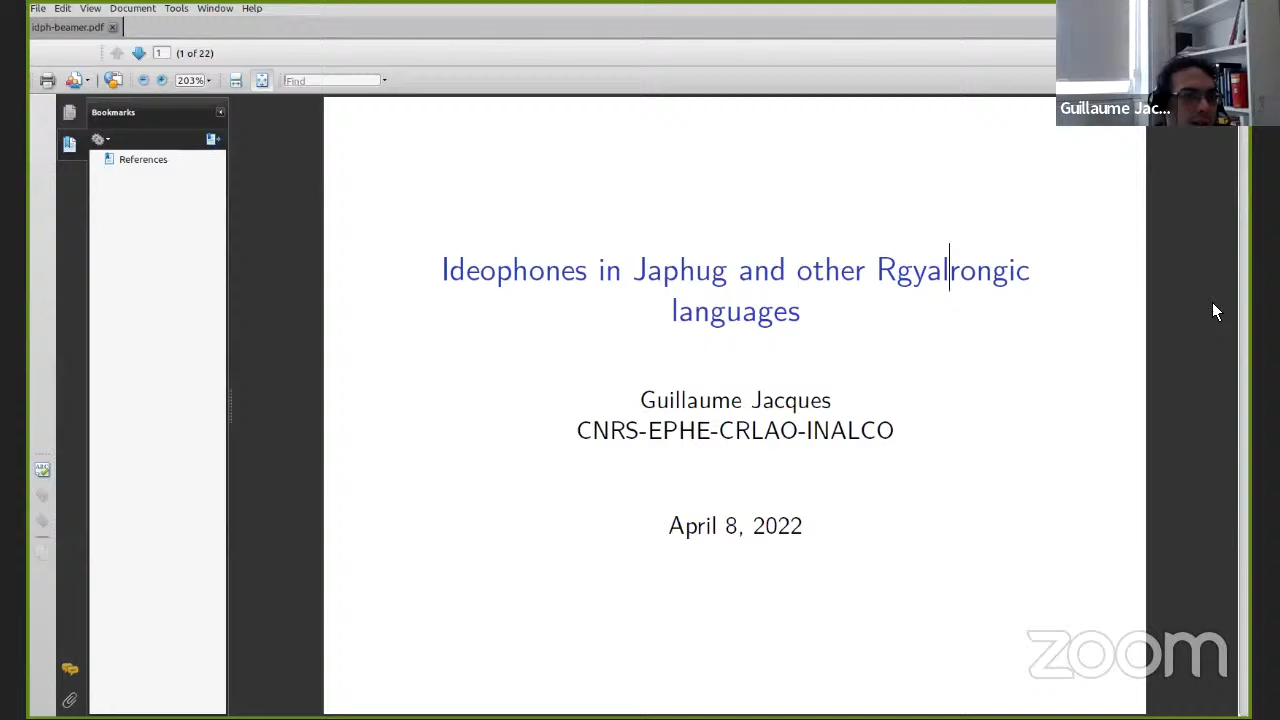 File Edit View Document Tools Window Help
idph-beamer.pdf
1 (1 of 22)
203% Find
Bookmarks
References
Guillaume Jac...
Ideophones in Japhug and other Rgyalrongic
languages
Guillaume Jacques
CNRS-EPHE-CRLAO-INALCO
April 8, 2022
ABC
zoom